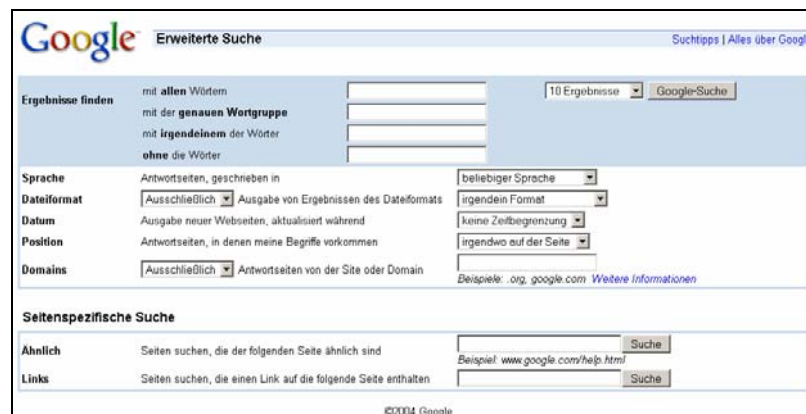 Google Erweiterte Suche Suchtipps | Alles über Googl
Ergebnisse finden mit allen Wörtern 10 Ergebnisse Google-Suche
mit der genauen Wortgruppe
mit irgendeinem der Wörter
ohne die Wörter
Sprache Antwortseiten, geschrieben in beliebiger Sprache
Dateiformat Ausschließlich Ausgabe von Ergebnissen des Dateiformats irgendein Format
Datum Ausgabe neuer Webseiten, aktualisiert während keine Zeitbegrenzung
Position Antwortseiten, in denen meine Begriffe vorkommen irgendwo auf der Seite
Domains Ausschließlich Antwortseiten von der Site oder Domain
Beispiele: .org, google.com Weitere Informationen
Seitenspezifische Suche
Ähnlich Seiten suchen, die der folgenden Seite ähnlich sind Suche
Beispiel: www.google.com/help.html
Links Seiten suchen, die einen Link auf die folgende Seite enthalten Suche
©2004 Google